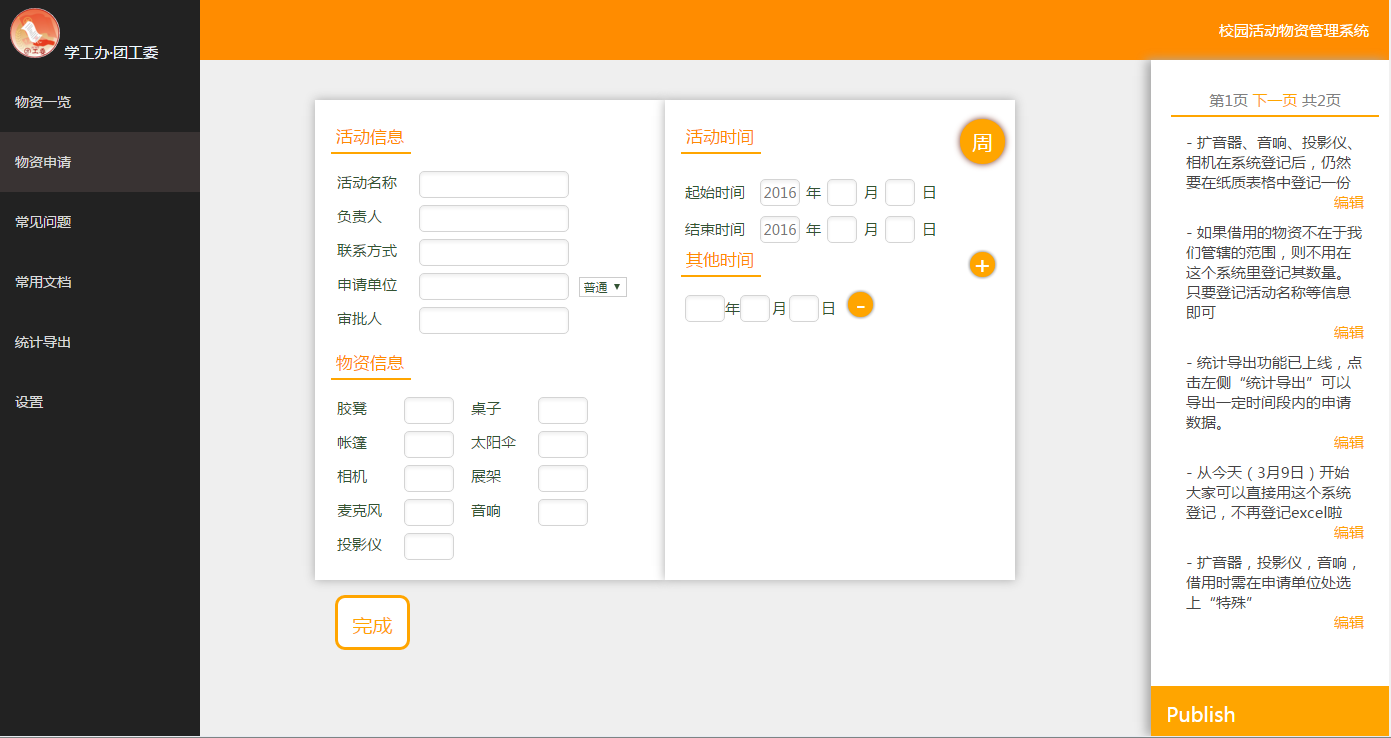 学工办·团工委
校园活动物资管理系统
物资一览
物资申请
常见问题
常用文档
统计导出
设置
活动信息
活动名称
负责人
联系方式
申请单位 普通 ▼
审批人
物资信息
胶凳 桌子
帐篷 太阳伞
相机 展架
麦克风 音响
投影仪
完成
活动时间
周
起始时间 2016 年 月 日
结束时间 2016 年 月 日
其他时间 +
年 月 日 -
第1页 下一页 共2页
- 扩音器、音响、投影仪、
相机在系统登记后，仍然
要在纸质表格中登记一份
编辑
- 如果借用的物资不在于我
们管辖的范围，则不用在
这个系统里登记其数量。
只要登记活动名称等信息
即可
编辑
- 统计导出功能已上线，点
击左侧“统计导出”可以
导出一定时间段内的申请
数据。
编辑
- 从今天（3月9日）开始
大家可以直接用这个系统
登记，不再登记excel啦
编辑
- 扩音器，投影仪，音响，
借用时需在申请单位处选
上“特殊”
编辑
Publish